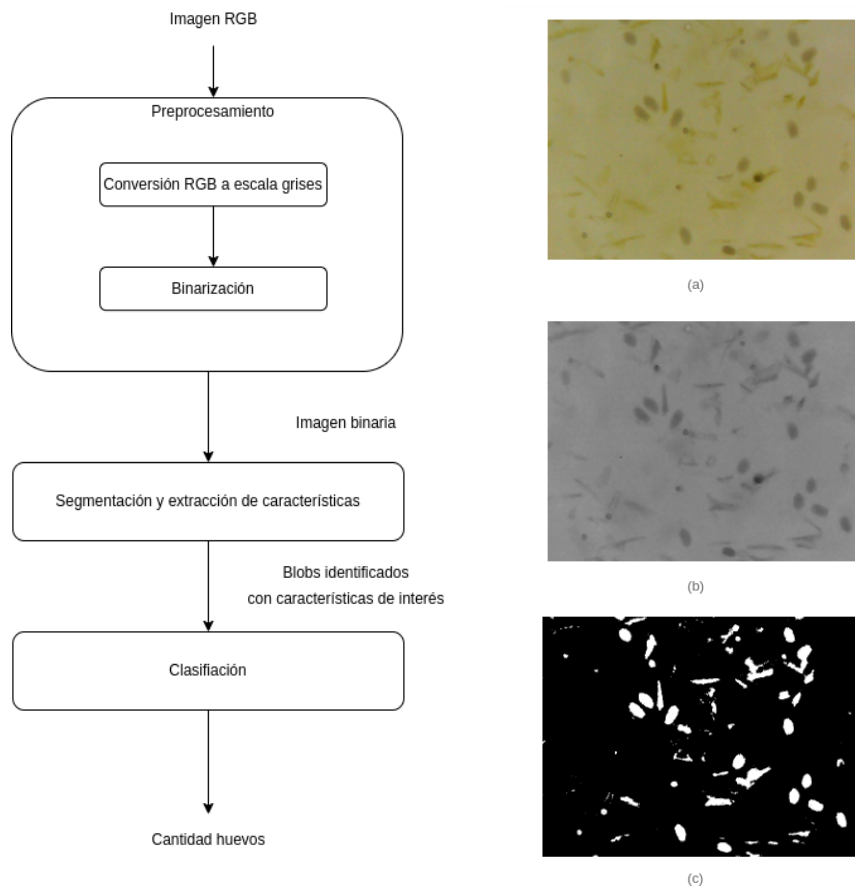 Imagen RGB
Preprocesamiento
Conversión RGB a escala grises
Binarización
Imagen binaria
Segmentación y extracción de características
Blobs identificados
con características de interés
Clasifiación
Cantidad huevos
(a)
(b)
(c)